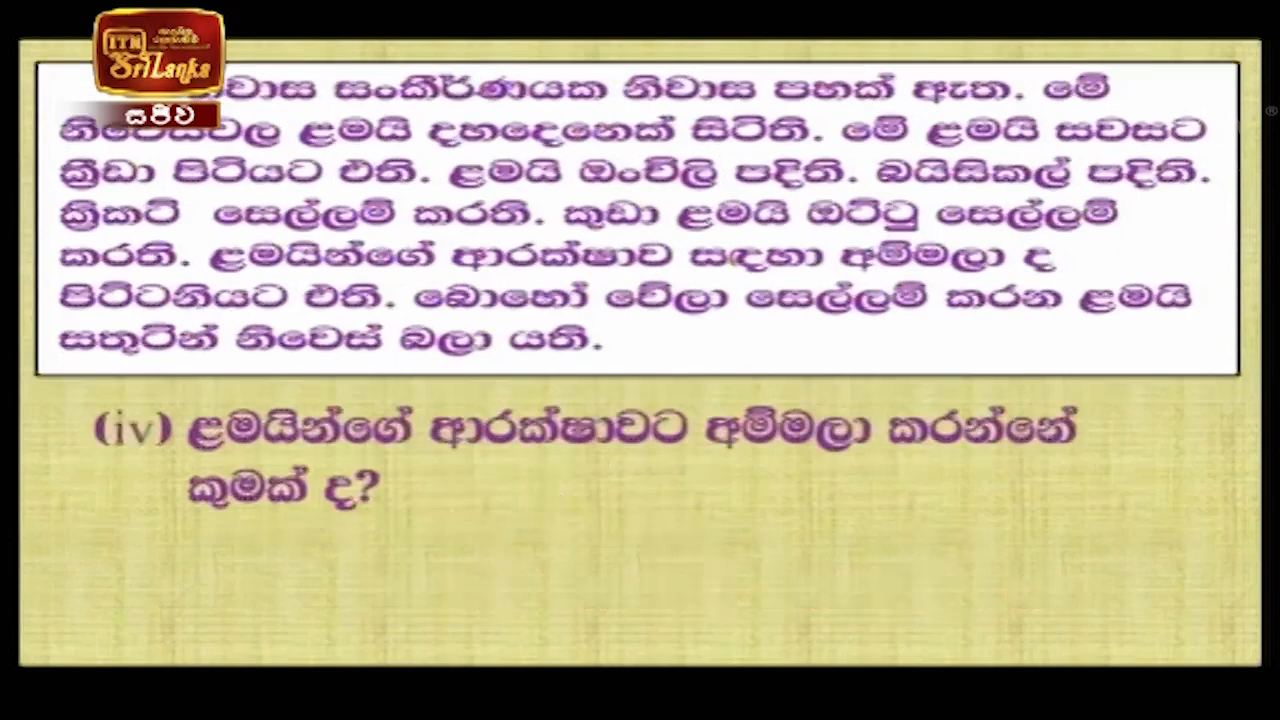 ITN
Sri Lanka
සජීව
සංකීර්ණයක නිවාස පහක් ඇත. මේ
නිවෙස්වල ළමයි දහදෙනෙක් සිටිති. මේ ළමයි සවසට
ක්‍රීඩා පිටියට එති. ළමයි ඔංචිලි පදිති. බයිසිකල් පදිති.
ක්‍රිකට් සෙල්ලම් කරති. කුඩා ළමයි ඔට්ටු සෙල්ලම්
කරති. ළමයින්ගේ ආරක්ෂාව සඳහා අම්මලා ද
පිට්ටනියට එති. බොහෝ වේලා සෙල්ලම් කරන ළමයි
සතුටින් නිවෙස් බලා යති.
(iv) ළමයින්ගේ ආරක්ෂාවට අම්මලා කරන්නේ
කුමක් ද?